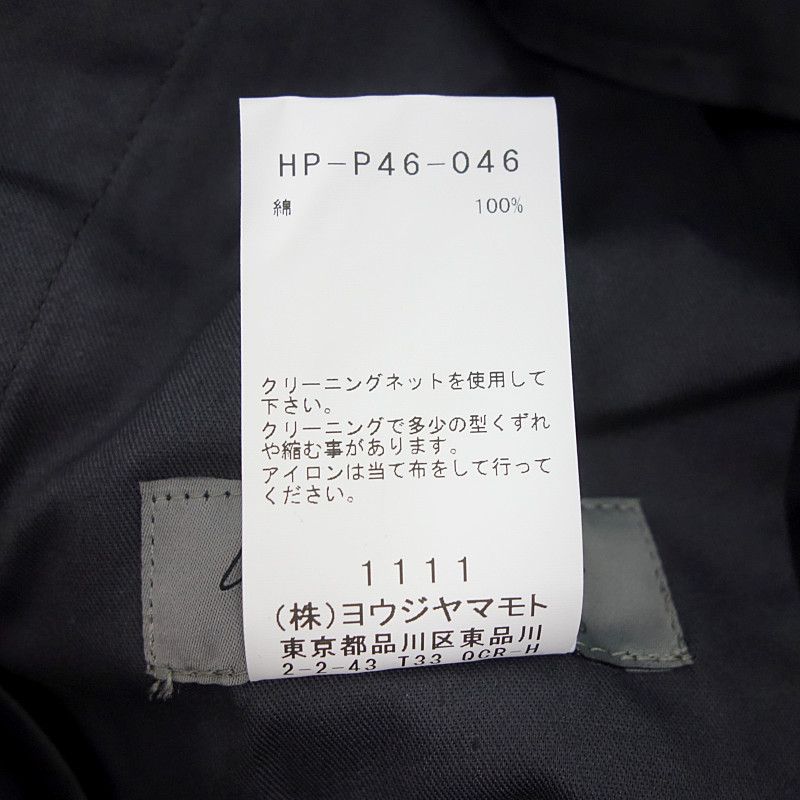 HP-P46-046
綿 100%
クリーニングネットを使用して
下さい。
クリーニングで多少の型くずれ
や縮む事があります。
アイロンは当て布をして行って
ください。
1111
(株)ヨウジヤマモト
東京都品川区東品川
2-2-43 T33 OCR-H